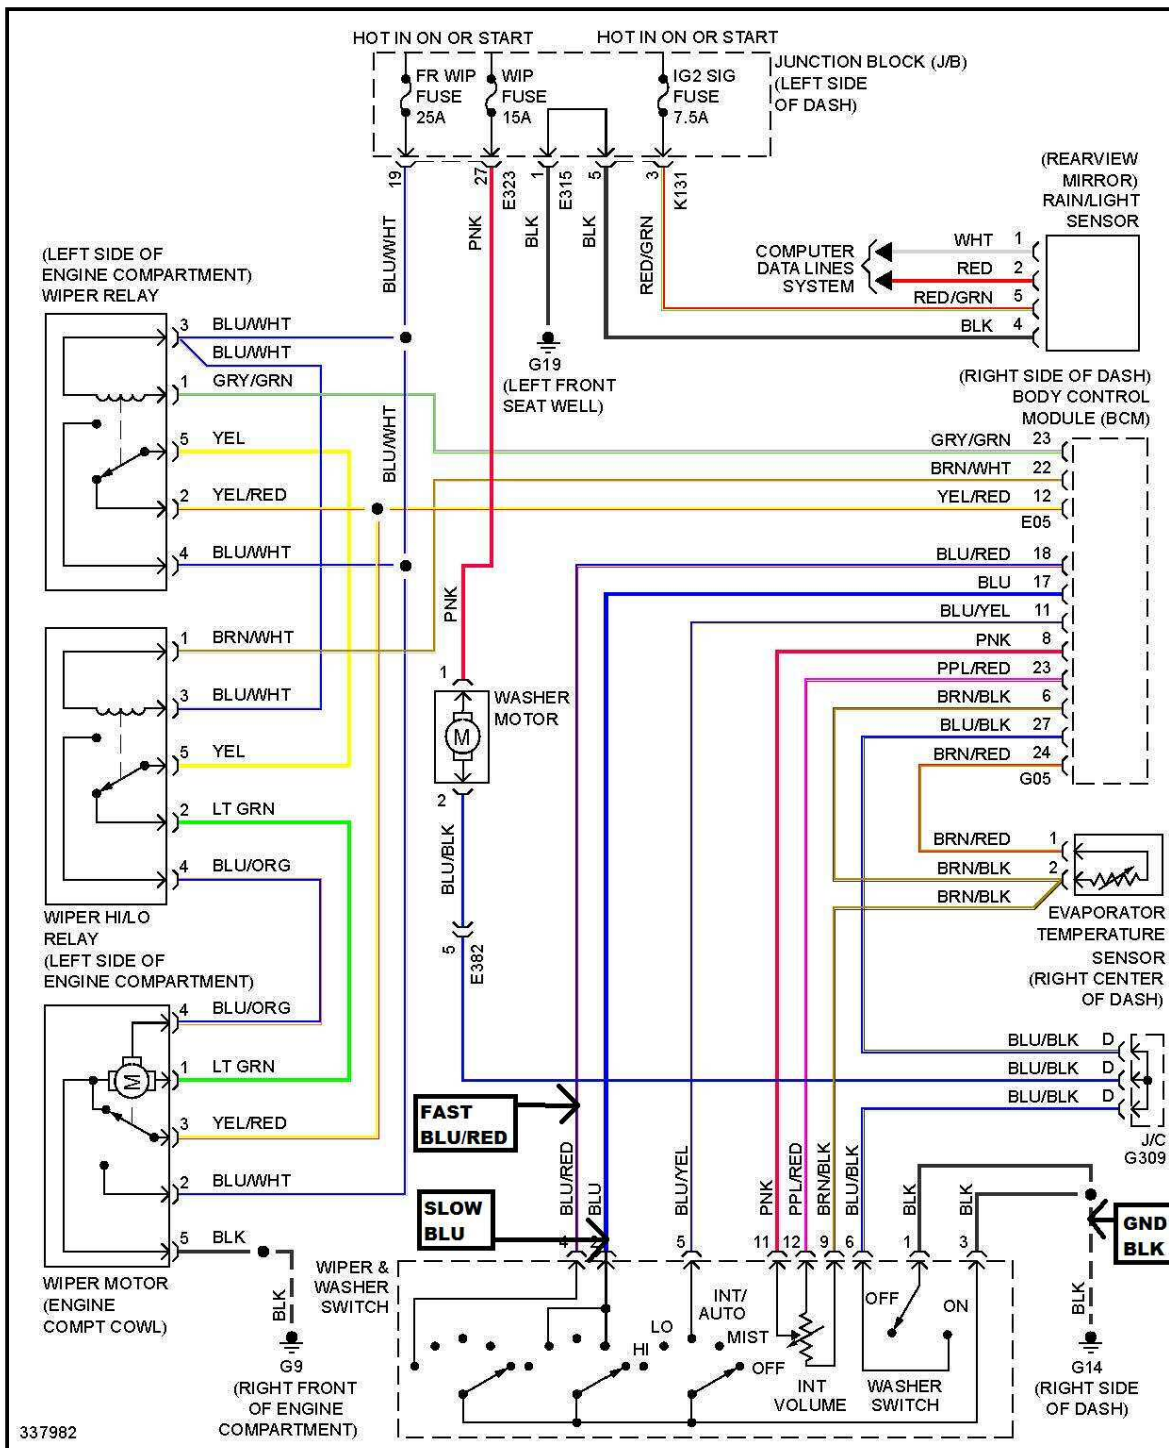 HOT IN ON OR START
HOT IN ON OR START
FR WIP
FUSE
25A
WIP
FUSE
15A
IG2 SIG
FUSE
7.5A
JUNCTION BLOCK (J/B)
(LEFT SIDE
OF DASH)
19
27
E323
1
E315
5
3
K131
BLU/WHT
PNK
BLK
BLK
RED/GRN
(REARVIEW
MIRROR)
RAIN/LIGHT
SENSOR
COMPUTER
DATA LINES
SYSTEM
WHT 1
RED 2
RED/GRN 5
BLK 4
G19
(LEFT FRONT
SEAT WELL)
(LEFT SIDE OF
ENGINE COMPARTMENT)
WIPER RELAY
3 BLU/WHT
BLU/WHT
1 GRY/GRN
5 YEL
2 YEL/RED
4 BLU/WHT
BLU/WHT
(RIGHT SIDE OF DASH)
BODY CONTROL
MODULE (BCM)
GRY/GRN 23
BRN/WHT 22
YEL/RED 12
E05
BLU/RED 18
BLU 17
BLU/YEL 11
PNK 8
PPL/RED 23
BRN/BLK 6
BLU/BLK 27
BRN/RED 24
G05
1 BRN/WHT
3 BLU/WHT
5 YEL
2 LT GRN
4 BLU/ORG
WIPER HI/LO
RELAY
(LEFT SIDE OF
ENGINE COMPARTMENT)
PNK
1
WASHER
MOTOR
M
2
BLU/BLK
5
E382
BRN/RED 1
BRN/BLK 2
BRN/BLK
EVAPORATOR
TEMPERATURE
SENSOR
(RIGHT CENTER
OF DASH)
4 BLU/ORG
1 LT GRN
M
3 YEL/RED
2 BLU/WHT
5 BLK
WIPER MOTOR
(ENGINE
COMPT COWL)
BLK
G9
(RIGHT FRONT
OF ENGINE
COMPARTMENT)
BLU/BLK D
BLU/BLK D
BLU/BLK D
J/C
G309
FAST
BLU/RED
SLOW
BLU
GND
BLK
BLU/RED
BLU
BLU/YEL
PNK
PPL/RED
BRN/BLK
BLU/BLK
BLK
BLK
4
2
5
11
12
9
6
1
3
WIPER &
WASHER
SWITCH
HI
LO
INT/
AUTO
MIST
OFF
INT
VOLUME
OFF
ON
WASHER
SWITCH
BLK
G14
(RIGHT SIDE
OF DASH)
337982